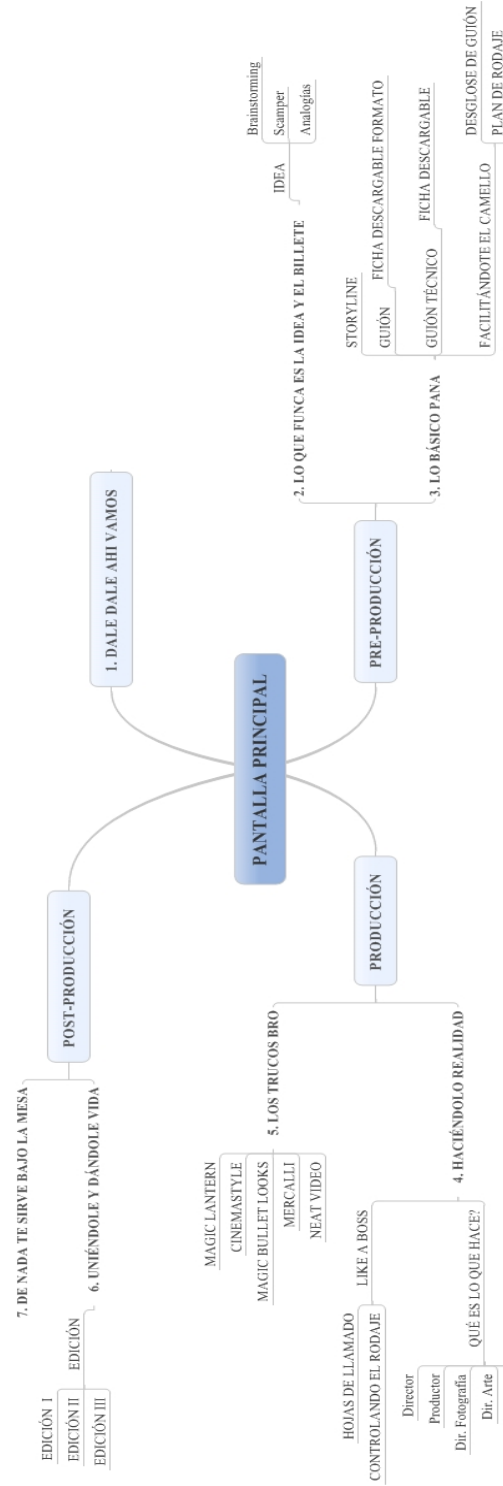 PANTALLA PRINCIPAL
1. DALE DALE AHI VAMOS
PRE-PRODUCCIÓN
2. LO QUE FUNCA ES LA IDEA Y EL BILLETE
IDEA
Brainstorming
Scamper
Analogías
3. LO BÁSICO PANA
STORYLINE
GUIÓN
FICHA DESCARGABLE FORMATO
GUIÓN TÉCNICO
FICHA DESCARGABLE
FACILITÁNDOTE EL CAMELLO
DESGLOSE DE GUIÓN
PLAN DE RODAJE
PRODUCCIÓN
4. HACIÉNDOLO REALIDAD
LIKE A BOSS
HOJAS DE LLAMADO
CONTROLANDO EL RODAJE
QUÉ ES LO QUE HACE?
Director
Productor
Dir. Fotografía
Dir. Arte
5. LOS TRUCOS BRO
MAGIC LANTERN
CINEMASTYLE
MAGIC BULLET LOOKS
MERCALLI
NEAT VIDEO
POST-PRODUCCIÓN
6. UNIÉNDOLE Y DÁNDOLE VIDA
EDICIÓN
EDICIÓN I
EDICIÓN II
EDICIÓN III
7. DE NADA TE SIRVE BAJO LA MESA